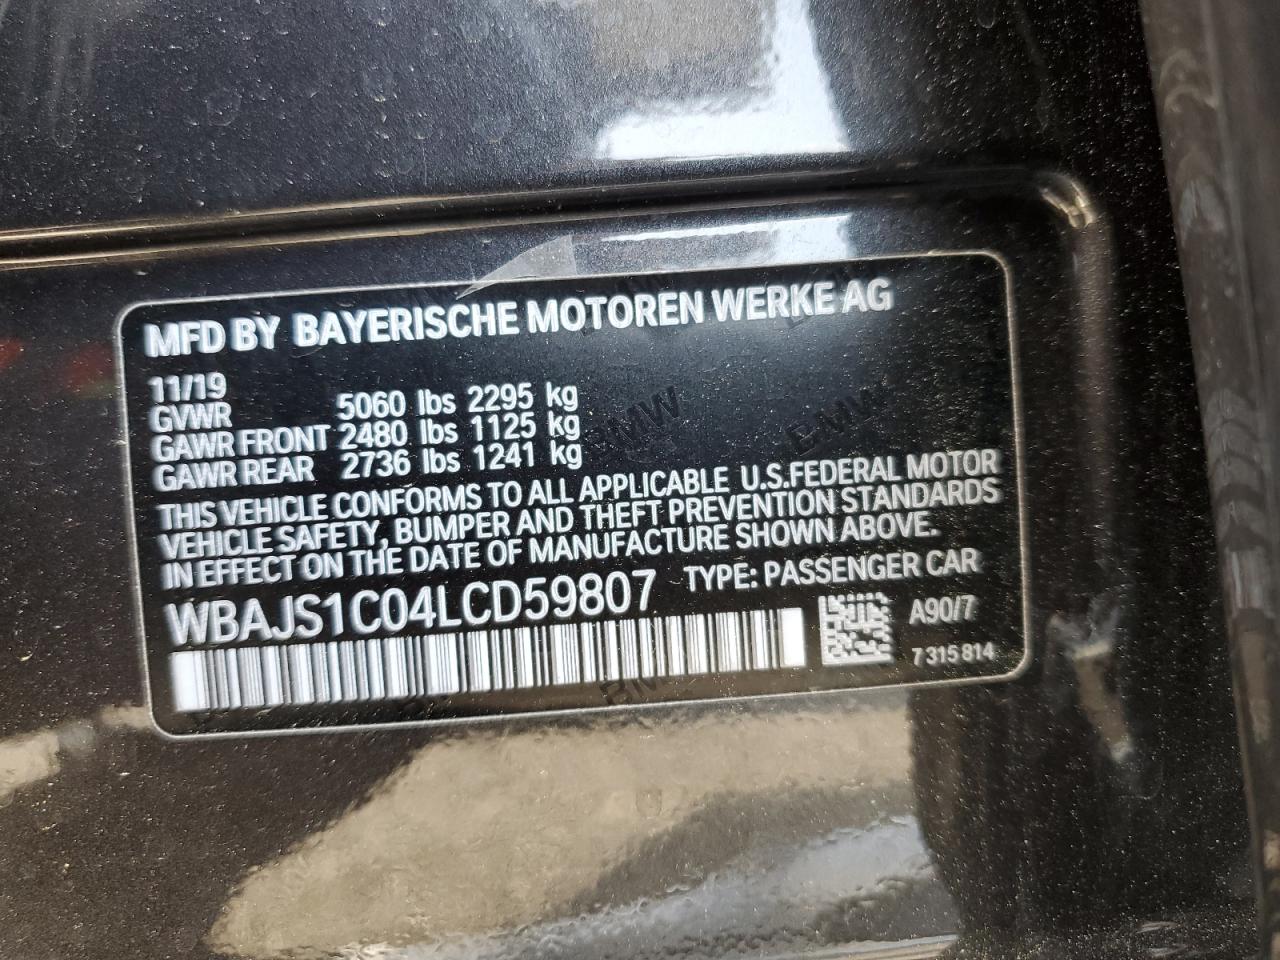 MFD BY BAYERISCHE MOTOREN WERKE AG
11/19
GVWR 5060 lbs 2295 kg
GAWR FRONT 2480 lbs 1125 kg
GAWR REAR 2736 lbs 1241 kg
THIS VEHICLE CONFORMS TO ALL APPLICABLE U.S.FEDERAL MOTOR
VEHICLE SAFETY, BUMPER AND THEFT PREVENTION STANDARDS
IN EFFECT ON THE DATE OF MANUFACTURE SHOWN ABOVE.
WBAJS1C04LCD59807 TYPE: PASSENGER CAR
A90/7
7 315 814
BMW
BMW
BMW